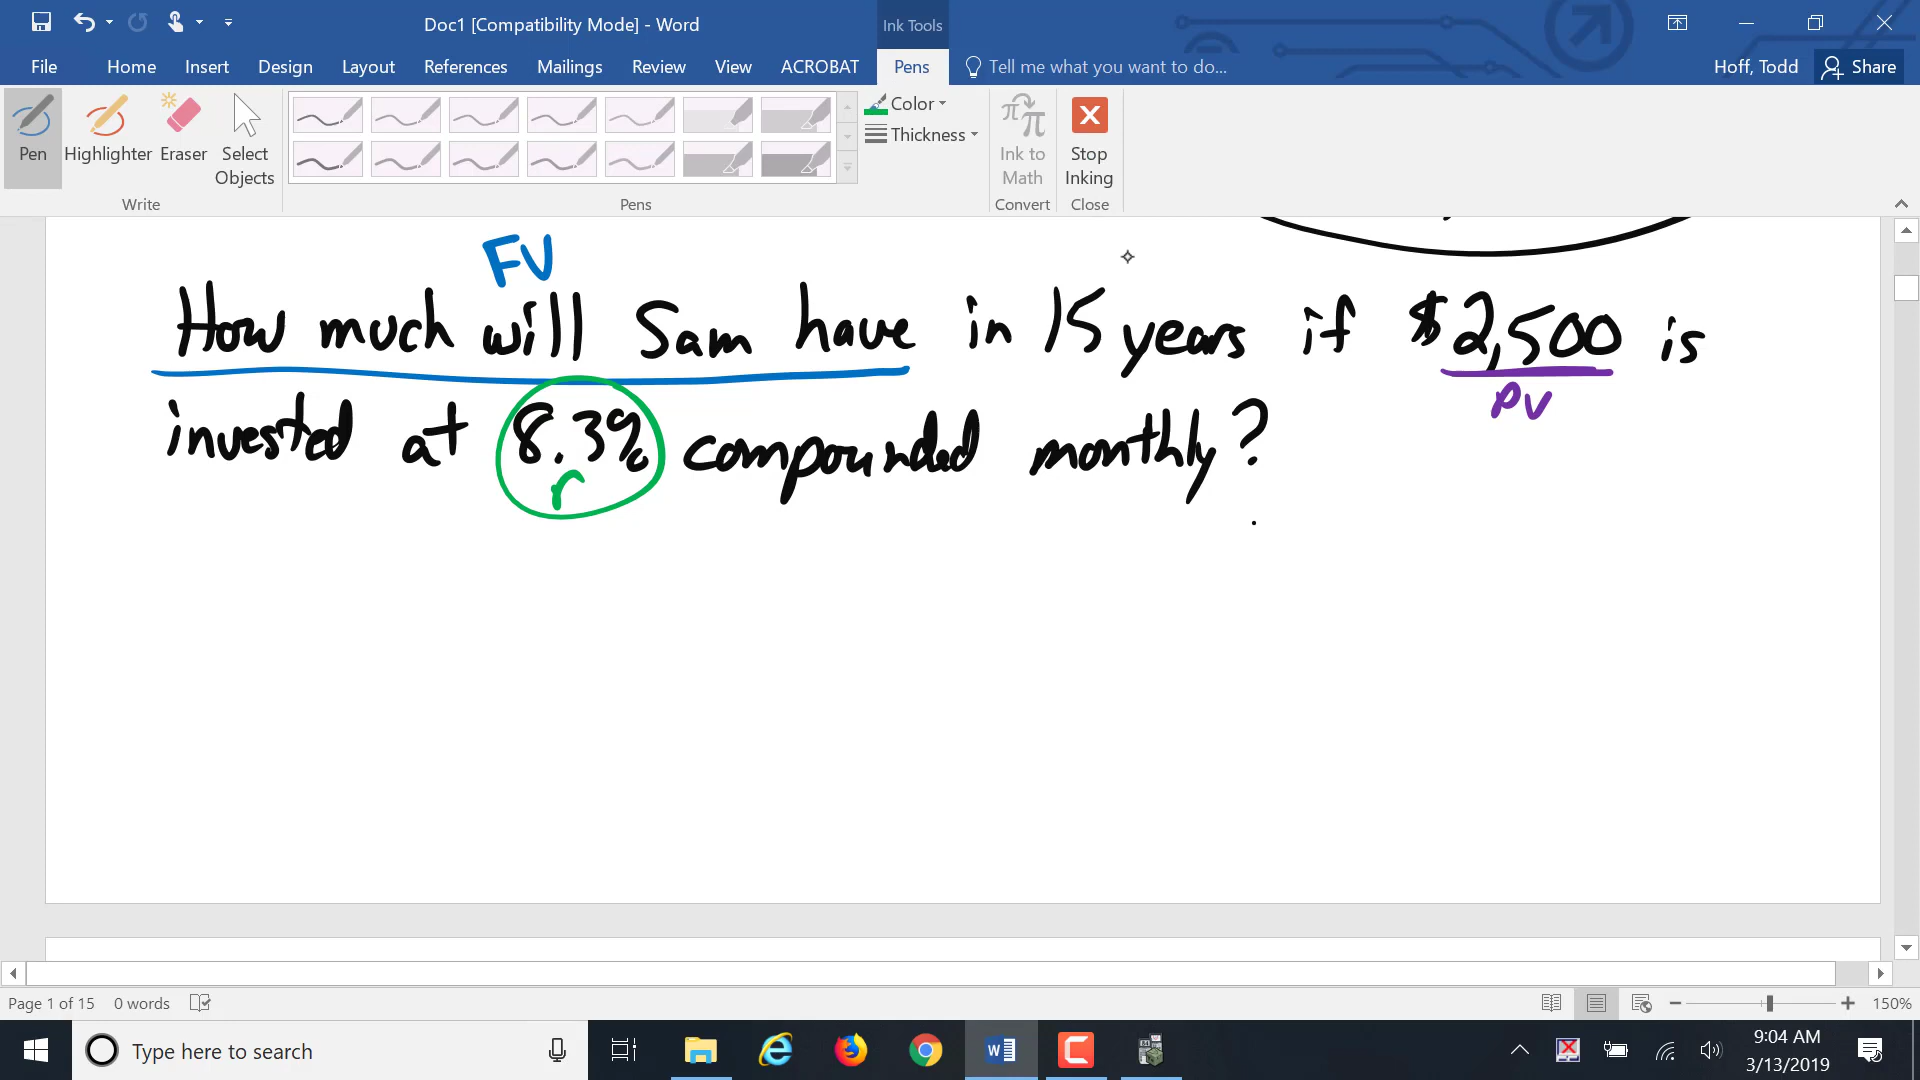 Doc1 [Compatibility Mode] - Word
Ink Tools
File Home Insert Design Layout References Mailings Review View ACROBAT Pens Tell me what you want to do... Hoff, Todd Share
Pen Highlighter Eraser Select Objects
Color
Thickness
Ink to Math
Stop Inking
Write Pens Convert Close
FV
How much will Sam have in 15 years if $2,500 is
PV
invested at 8.3% compounded monthly?
r
Page 1 of 15 0 words 150%
Type here to search
9:04 AM
3/13/2019